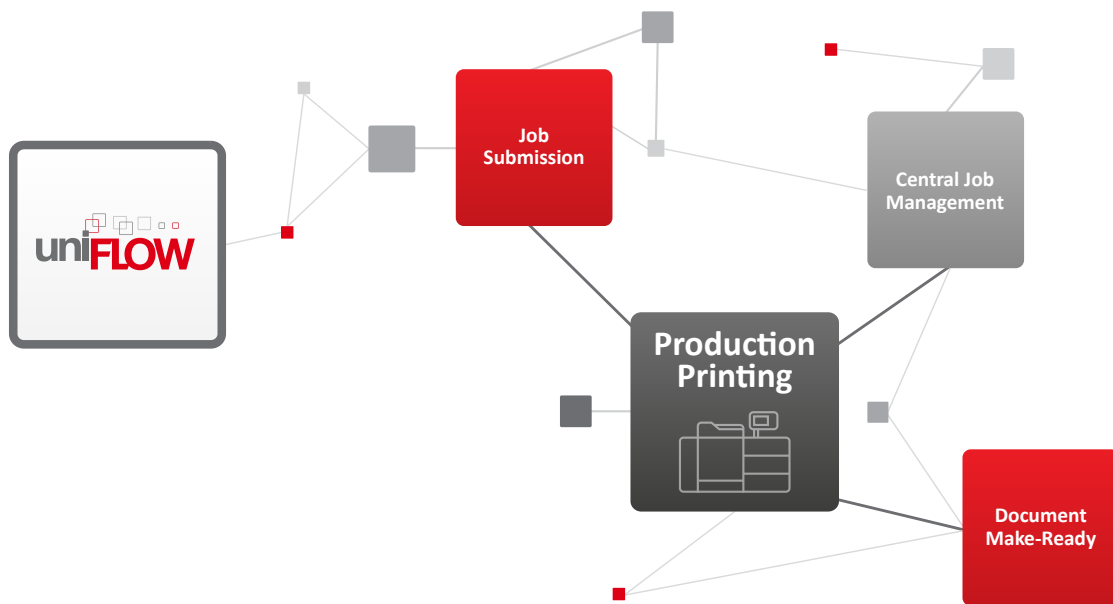 uniFLOW
Job
Submission
Central Job
Management
Production
Printing
Document
Make-Ready